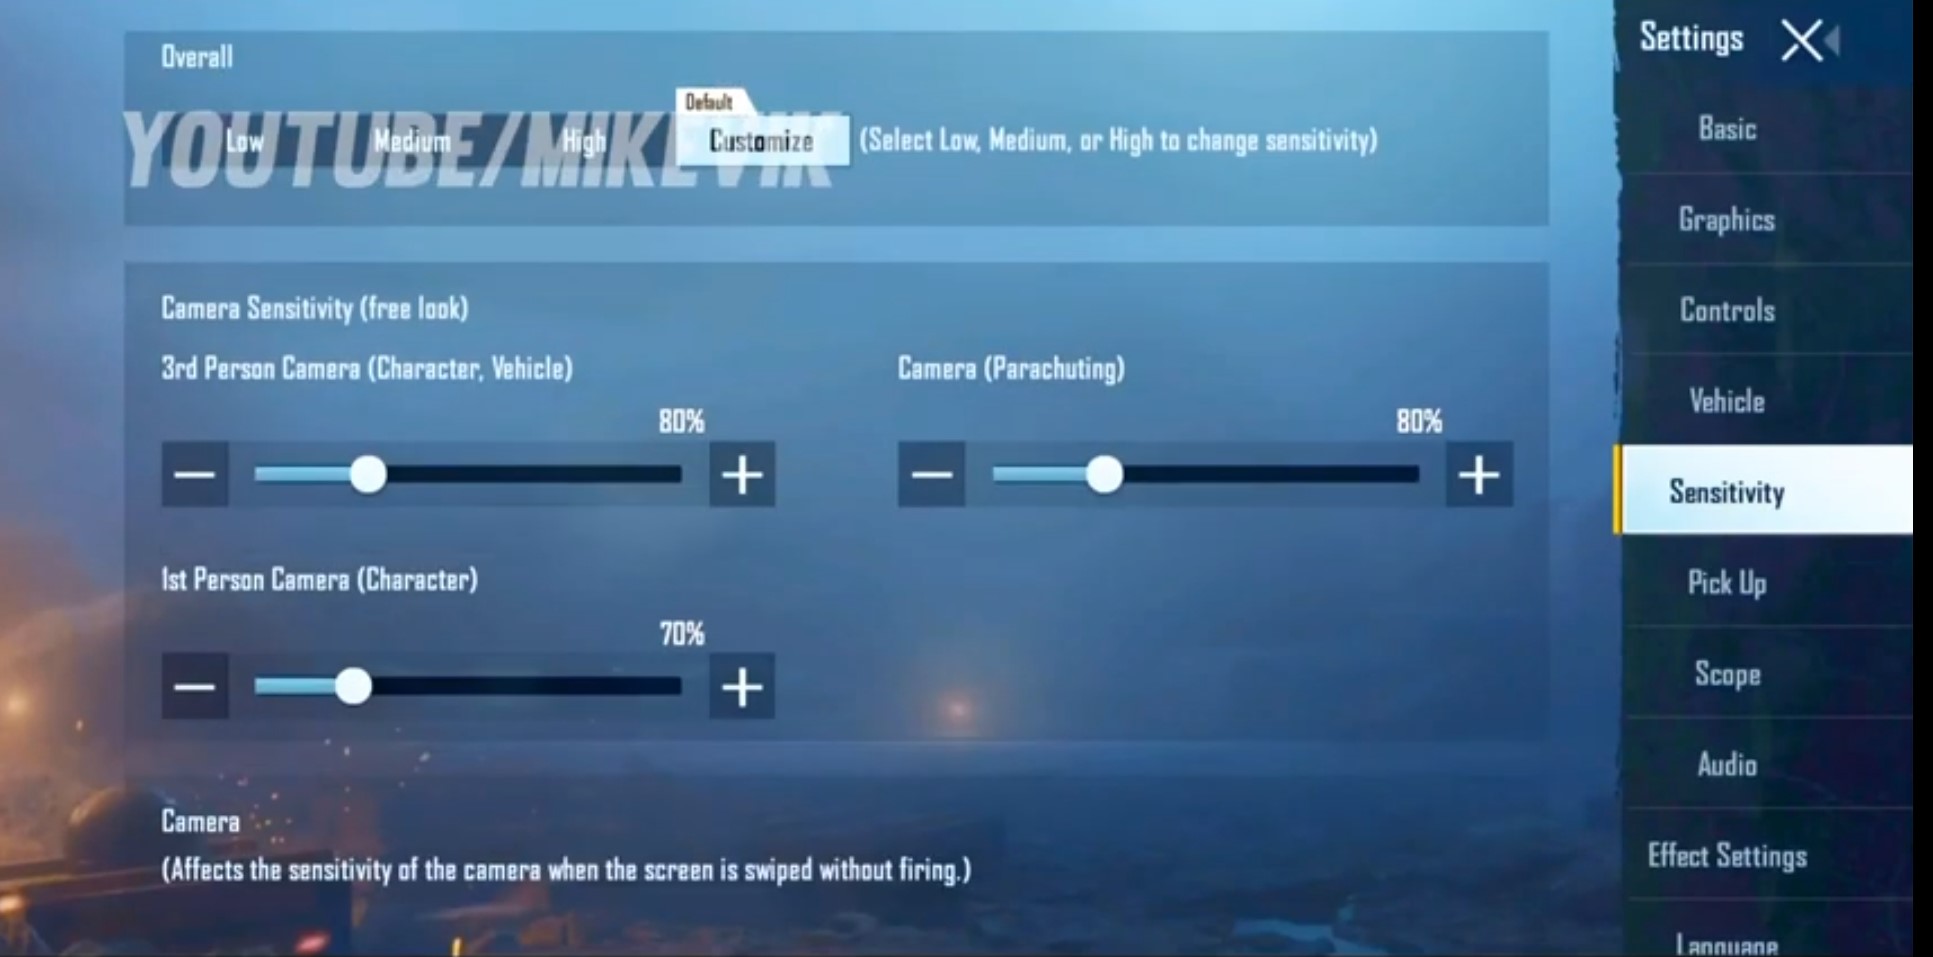 Overall
Default
Low Medium High Customize (Select Low, Medium, or High to change sensitivity)
YOUTUBE/MIKEVIK
Camera Sensitivity (free look)
3rd Person Camera (Character, Vehicle)
80%
Camera (Parachuting)
80%
1st Person Camera (Character)
70%
Camera
(Affects the sensitivity of the camera when the screen is swiped without firing.)
Settings
Basic
Graphics
Controls
Vehicle
Sensitivity
Pick Up
Scope
Audio
Effect Settings
Language